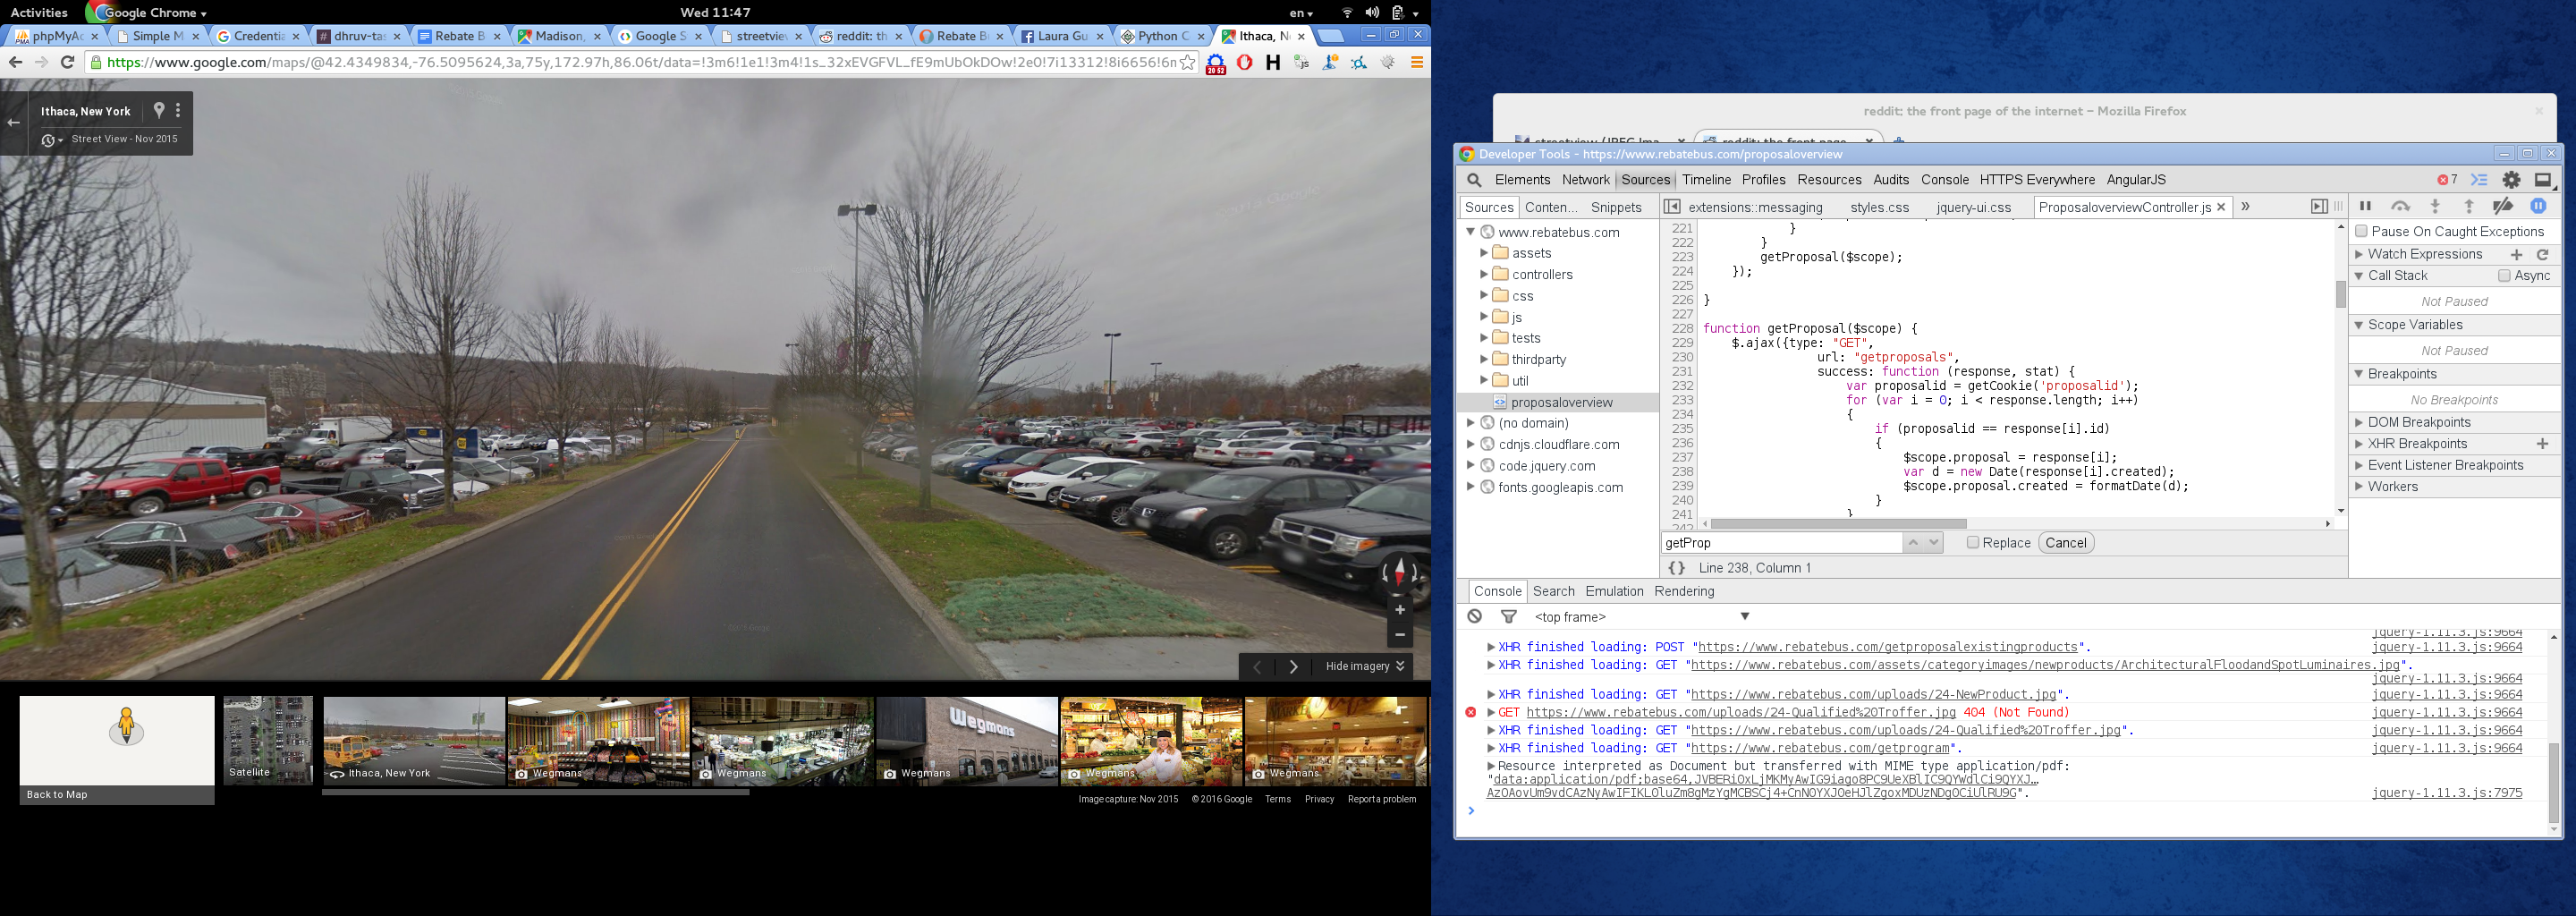 Activities
Google Chrome
Wed 11:47
en
phpMyAc
Simple M
Credentia
dhruv-tas
Rebate B
Madison,
Google S
streetview
reddit: th
Rebate B
Laura Gu
Python C
Ithaca, N
https://www.google.com/maps/@42.4349834,-76.5095624,3a,75y,172.97h,86.06t/data=!3m6!1e1!3m4!1s_32xEVGFVL_fE9mUbOkDOw!2e0!7i13312!8i6656!6m
20 52
Ithaca, New York
Street View - Nov 2015
Hide imagery
Back to Map
Satellite
Ithaca, New York
Wegmans
Wegmans
Wegmans
Wegmans
Wegmans
Wegmans
Image capture: Nov 2015 © 2016 Google Terms Privacy Report a problem
reddit: the front page of the internet – Mozilla Firefox
Developer Tools - https://www.rebatebus.com/proposaloverview
Elements Network Sources Timeline Profiles Resources Audits Console HTTPS Everywhere AngularJS
7
Sources Conten... Snippets
extensions::messaging styles.css jquery-ui.css ProposaloverviewController.js
www.rebatebus.com
assets
controllers
css
js
tests
thirdparty
util
proposaloverview
(no domain)
cdnjs.cloudflare.com
code.jquery.com
fonts.googleapis.com
221 }
222 }
223 getProposal($scope);
224 });
225
226 }
227
228 function getProposal($scope) {
229 $.ajax({type: "GET",
230 url: "getproposals",
231 success: function (response, stat) {
232 var proposalid = getCookie('proposalid');
233 for (var i = 0; i < response.length; i++)
234 {
235 if (proposalid == response[i].id)
236 {
237 $scope.proposal = response[i];
238 var d = new Date(response[i].created);
239 $scope.proposal.created = formatDate(d);
240 }
241 }
242
getProp
Replace
Cancel
{} Line 238, Column 1
Pause On Caught Exceptions
Watch Expressions
Call Stack
Async
Not Paused
Scope Variables
Not Paused
Breakpoints
No Breakpoints
DOM Breakpoints
XHR Breakpoints
Event Listener Breakpoints
Workers
Console Search Emulation Rendering
<top frame>
jquery-1.11.3.js:9664
XHR finished loading: POST "https://www.rebatebus.com/getproposalexistingproducts". jquery-1.11.3.js:9664
XHR finished loading: GET "https://www.rebatebus.com/assets/categoryimages/newproducts/ArchitecturalFloodandSpotLuminaires.jpg".
jquery-1.11.3.js:9664
XHR finished loading: GET "https://www.rebatebus.com/uploads/24-NewProduct.jpg". jquery-1.11.3.js:9664
GET https://www.rebatebus.com/uploads/24-Qualified%20Troffer.jpg 404 (Not Found) jquery-1.11.3.js:9664
XHR finished loading: GET "https://www.rebatebus.com/uploads/24-Qualified%20Troffer.jpg". jquery-1.11.3.js:9664
XHR finished loading: GET "https://www.rebatebus.com/getprogram". jquery-1.11.3.js:9664
Resource interpreted as Document but transferred with MIME type application/pdf:
"data:application/pdf;base64,JVBERi0xLjMKMyAwIG9iago8PC9UeXBlIC9QYWdlCi9QYXJ…
AzOAovUm9vdCAzNyAwIFIKL0luZm8gMzYgMCBSCj4+CnN0YXJ0eHJlZgoxMDUzNDg0CiUlRU9G". jquery-1.11.3.js:7975